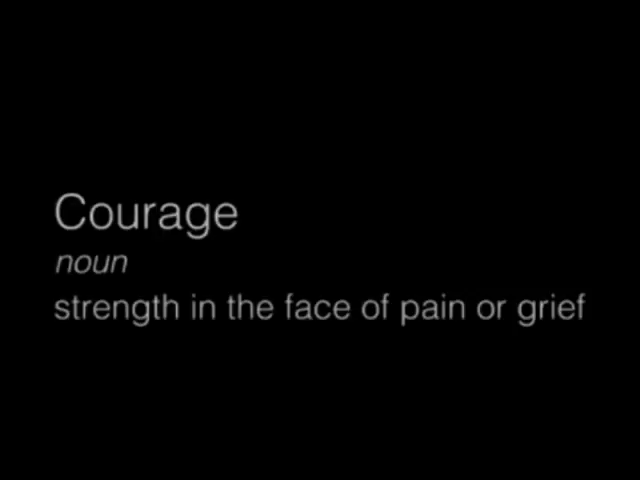 Courage
noun
strength in the face of pain or grief